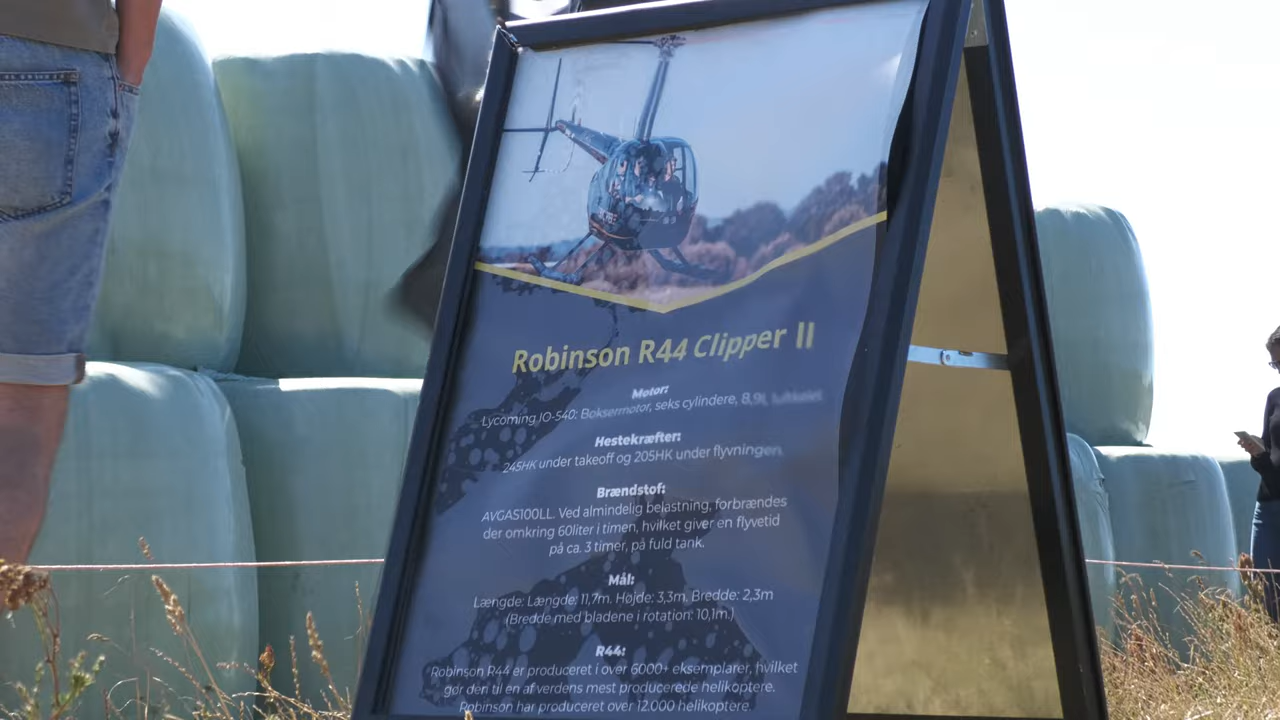 Robinson R44 Clipper II
Motor:
Lycoming IO-540: Boksermotor, seks cylindere, 8,9l, luftkølet
Hestekræfter:
245HK under takeoff og 205HK under flyvningen
Brændstof:
AVGAS100LL. Ved almindelig belastning, forbrændes
der omkring 60liter i timen, hvilket giver en flyvetid
på ca. 3 timer, på fuld tank.
Mål:
Længde: Længde: 11,7m. Højde: 3,3m. Bredde: 2,3m
(Bredde med bladene i rotation: 10,1m.)
R44:
Robinson R44 er produceret i over 6000+ eksemplarer, hvilket
gør den til en af verdens mest producerede helikoptere.
Robinson har produceret over 12.000 helikoptere.